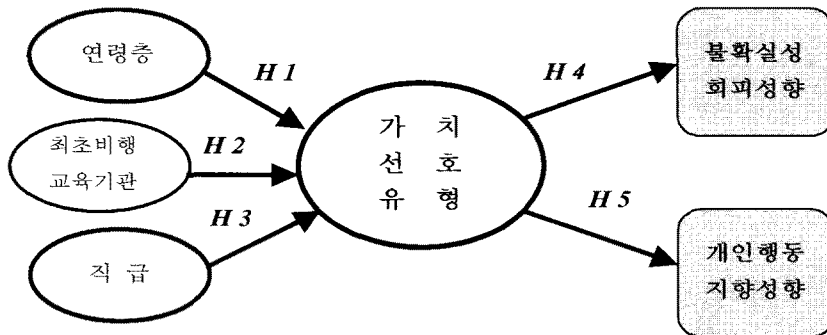 연령층
H 1
최초비행
교육기관
H 2
직 급
H 3
가 치
선 호
유 형
H 4
불확실성
회피성향
H 5
개인행동
지향성향